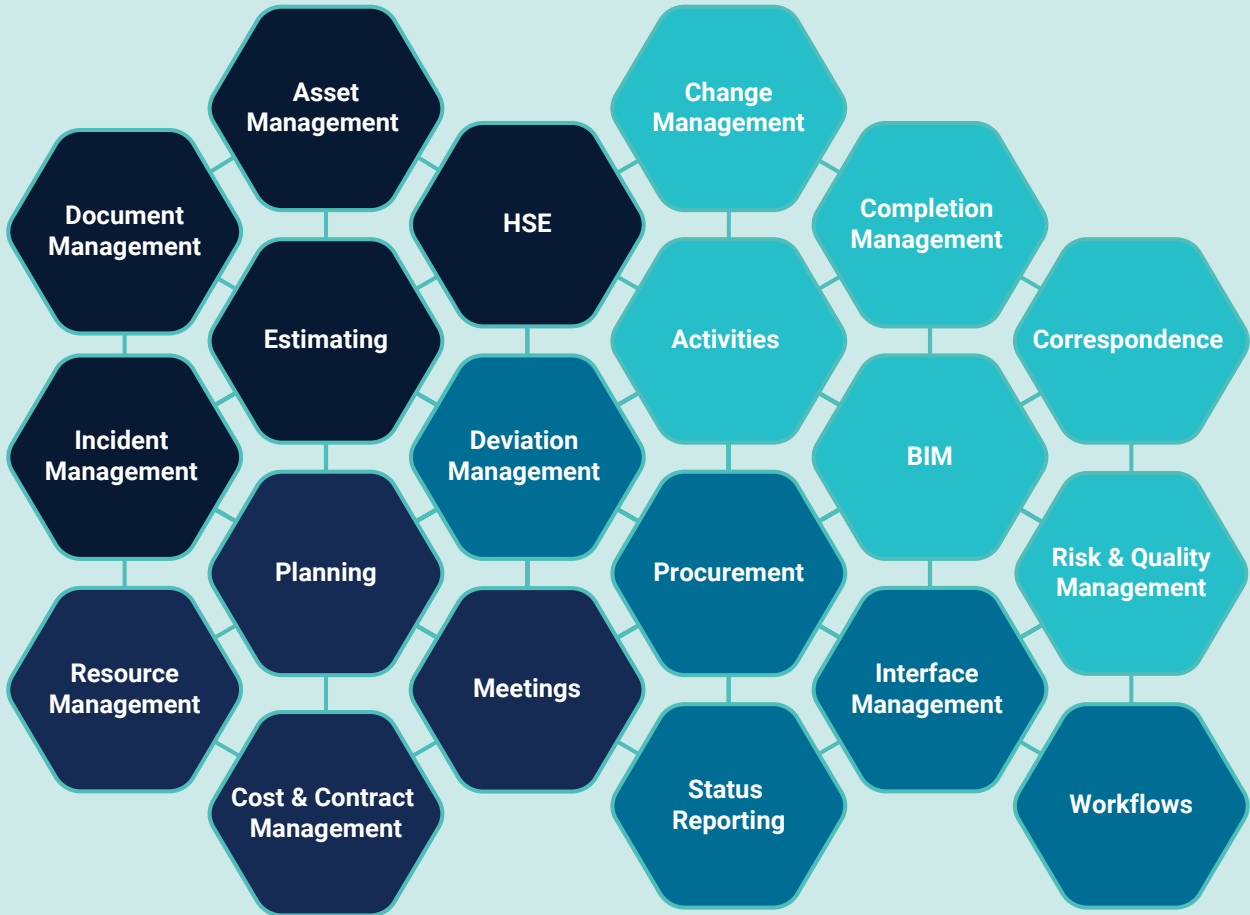 Asset
Management
Change
Management
Document
Management
HSE
Completion
Management
Estimating
Activities
Correspondence
Incident
Management
Deviation
Management
BIM
Planning
Procurement
Risk & Quality
Management
Resource
Management
Meetings
Interface
Management
Cost & Contract
Management
Status
Reporting
Workflows